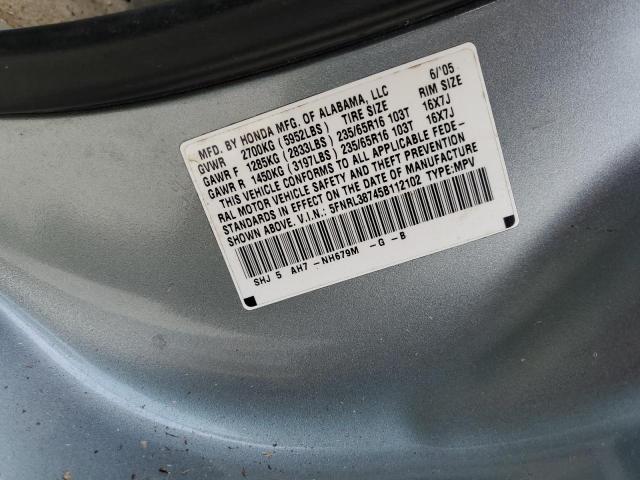 MFD. BY HONDA MFG. OF ALABAMA, LLC 6/'05
GVWR 2700KG (5952LBS) TIRE SIZE RIM SIZE
GAWR F 1285KG (2833LBS) 235/65R16 103T 16X7J
GAWR R 1450KG (3197LBS) 235/65R16 103T 16X7J
THIS VEHICLE CONFORMS TO ALL APPLICABLE FEDE-
RAL MOTOR VEHICLE SAFETY AND THEFT PREVENTION
STANDARDS IN EFFECT ON THE DATE OF MANUFACTURE
SHOWN ABOVE. V.I.N.: 5FNRL38745B112102 TYPE:MPV
SHJ 5 AH7 -NH679M -G -B